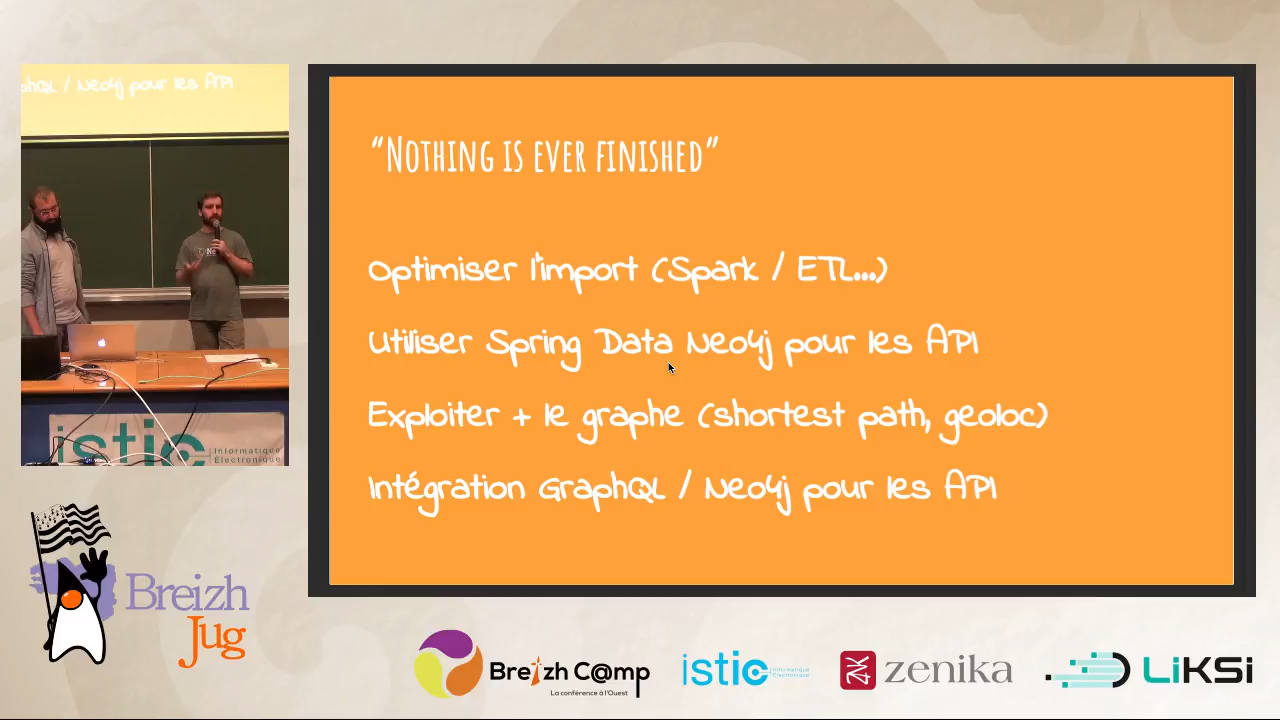 “Nothing is ever finished”
Optimiser l'import (Spark / ETL...)
Utiliser Spring Data Neo4j pour les API
Exploiter + le graphe (shortest path, geoloc)
Intégration GraphQL / Neo4j pour les API
/ Neo4j pour les API
istic Informatique
Électronique
Breizh
Jug
Breizh C@mp
La conférence à l'Ouest
istic Informatique
Électronique
zenika
LiKSi